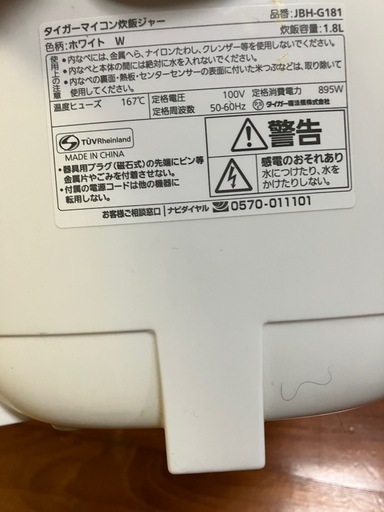 タイガーマイコン炊飯ジャー 品番:JBH-G181
色柄:ホワイト W 炊飯容量:1.8L
使用上の注意
・内なべには、金属へら、ナイロンたわし、クレンザー等を使用しないでください。
・内なべと本体の間には絶対に水を入れないでください。
・内なべの裏面・熱板・センターセンサーの表面に付いた米つぶなどは、取り除いて使用してください。
温度ヒューズ 167℃ 定格電圧 100V 定格消費電力 895W
定格周波数 50-60Hz タイガー魔法瓶株式会社
TÜVRheinland
MADE IN CHINA
・器具用プラグ(磁石式)の先端にピン等金属片やごみを付着させない。
・付属の電源コードは他の機器に転用しない。
警告
感電のおそれあり
水につけたり、水をかけたりしない。
お客様ご相談窓口 ナビダイヤル 0570-011101